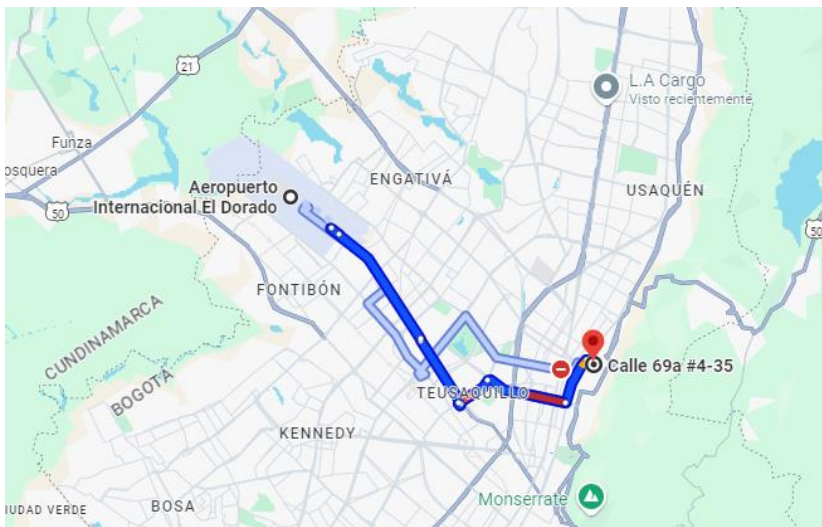 21
L.A Cargo
Visto recientemente
Funza
osquera
ENGATIVÁ
USAQUÉN
Aeropuerto
Internacional El Dorado
50
50
FONTIBÓN
CUNDINAMARCA
BOGOTÁ
Calle 69a #4-35
TEUSAQUILLO
KENNEDY
Monserrate
IUDAD VERDE
BOSA